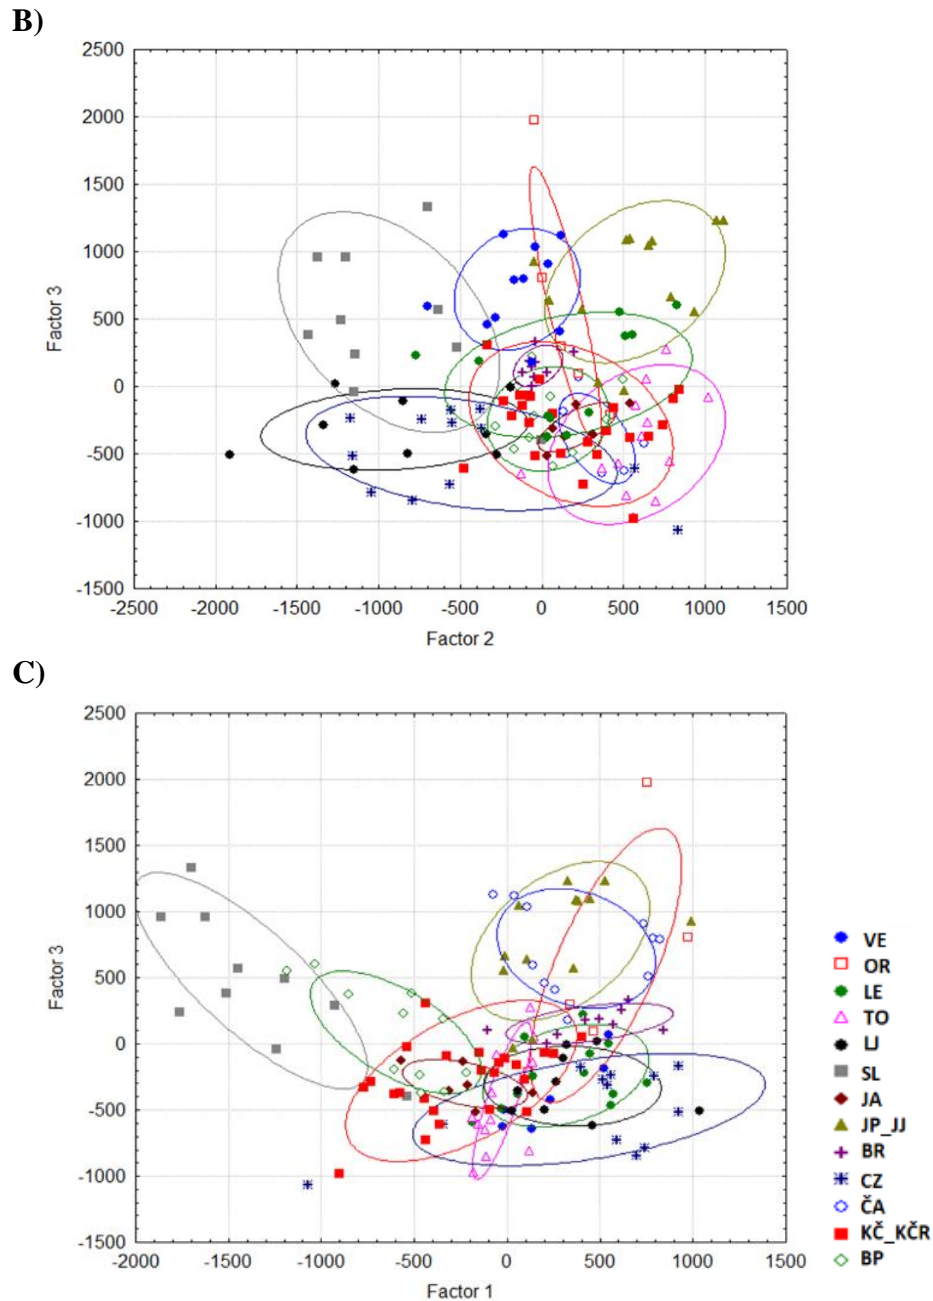 B)
2500
2000
1500
1000
500
0
-500
-1000
-1500
Factor 3
-2500 -2000 -1500 -1000 -500 0 500 1000 1500
Factor 2
C)
2500
2000
1500
1000
500
0
-500
-1000
-1500
Factor 3
-2000 -1500 -1000 -500 0 500 1000 1500
Factor 1
VE
OR
LE
TO
LJ
SL
JA
JP_JJ
BR
CZ
ČA
KČ_KČR
BP